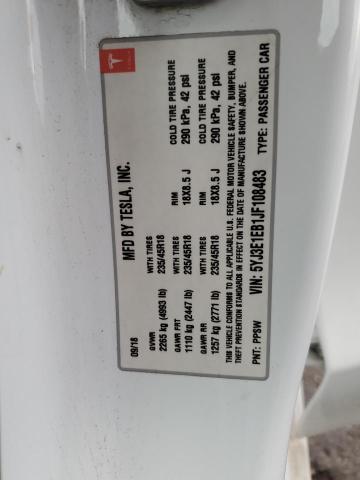 MFD BY TESLA, INC.
09/18
GVWR
2265 kg (4993 lb)
GAWR FRT WITH TIRES RIM COLD TIRE PRESSURE
1110 kg (2447 lb) 235/45R18 18X8.5 J 290 kPa, 42 psi
GAWR RR WITH TIRES RIM COLD TIRE PRESSURE
1257 kg (2771 lb) 235/45R18 18X8.5 J 290 kPa, 42 psi
THIS VEHICLE CONFORMS TO ALL APPLICABLE U.S. FEDERAL MOTOR VEHICLE SAFETY, BUMPER, AND
THEFT PREVENTION STANDARDS IN EFFECT ON THE DATE OF MANUFACTURE SHOWN ABOVE.
PNT: PPSW VIN: 5YJ3E1EB1JF108483 TYPE: PASSENGER CAR